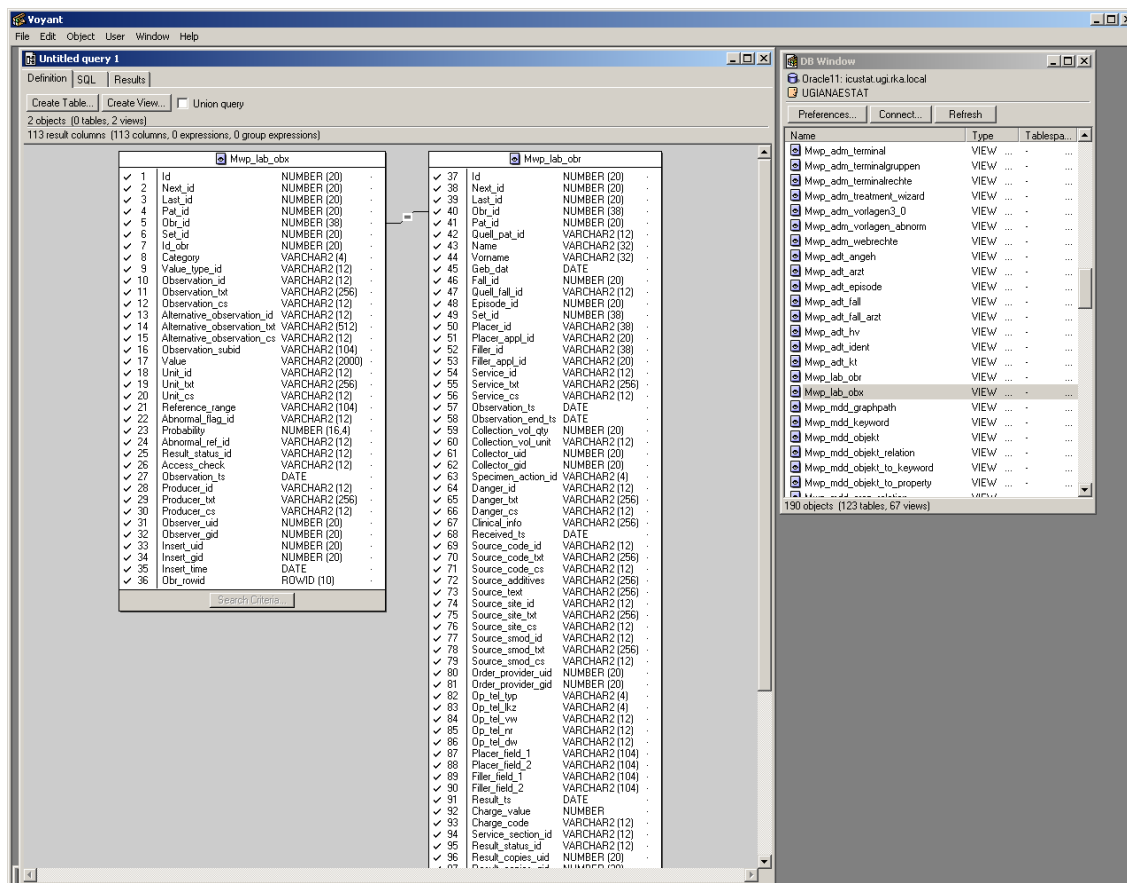 Voyant
File Edit Object User Window Help
Untitled query 1
Definition SQL Results
Create Table... Create View... Union query
2 objects (0 tables, 2 views)
113 result columns (113 columns, 0 expressions, 0 group expressions)
Mwp_lab_obx
1 Id NUMBER (20)
2 Next_id NUMBER (20)
3 Last_id NUMBER (20)
4 Pat_id NUMBER (20)
5 Obr_id NUMBER (38)
6 Set_id NUMBER (20)
7 Id_obr NUMBER (20)
8 Category VARCHAR2 (4)
9 Value_type_id VARCHAR2 (12)
10 Observation_id VARCHAR2 (12)
11 Observation_txt VARCHAR2 (256)
12 Observation_cs VARCHAR2 (12)
13 Alternative_observation_id VARCHAR2 (12)
14 Alternative_observation_txt VARCHAR2 (512)
15 Alternative_observation_cs VARCHAR2 (12)
16 Observation_subid VARCHAR2 (104)
17 Value VARCHAR2 (2000)
18 Unit_id VARCHAR2 (12)
19 Unit_txt VARCHAR2 (256)
20 Unit_cs VARCHAR2 (12)
21 Reference_range VARCHAR2 (104)
22 Abnormal_flag_id VARCHAR2 (12)
23 Probability NUMBER (16,4)
24 Abnormal_ref_id VARCHAR2 (12)
25 Result_status_id VARCHAR2 (12)
26 Access_check VARCHAR2 (12)
27 Observation_ts DATE
28 Producer_id VARCHAR2 (12)
29 Producer_txt VARCHAR2 (256)
30 Producer_cs VARCHAR2 (12)
31 Observer_uid NUMBER (20)
32 Observer_gid NUMBER (20)
33 Insert_uid NUMBER (20)
34 Insert_gid NUMBER (20)
35 Insert_time DATE
36 Obr_rowid ROWID (10)
Search Criteria...
=
Mwp_lab_obr
37 Id NUMBER (20)
38 Next_id NUMBER (20)
39 Last_id NUMBER (20)
40 Obr_id NUMBER (38)
41 Pat_id NUMBER (20)
42 Quell_pat_id VARCHAR2 (12)
43 Name VARCHAR2 (32)
44 Vorname VARCHAR2 (32)
45 Geb_dat DATE
46 Fall_id NUMBER (20)
47 Quell_fall_id VARCHAR2 (12)
48 Episode_id NUMBER (20)
49 Set_id NUMBER (38)
50 Placer_id VARCHAR2 (38)
51 Placer_appl_id VARCHAR2 (20)
52 Filler_id VARCHAR2 (38)
53 Filler_appl_id VARCHAR2 (20)
54 Service_id VARCHAR2 (12)
55 Service_txt VARCHAR2 (256)
56 Service_cs VARCHAR2 (12)
57 Observation_ts DATE
58 Observation_end_ts DATE
59 Collection_vol_qty NUMBER (20)
60 Collection_vol_unit VARCHAR2 (12)
61 Collector_uid NUMBER (20)
62 Collector_gid NUMBER (20)
63 Specimen_action_id VARCHAR2 (4)
64 Danger_id VARCHAR2 (12)
65 Danger_txt VARCHAR2 (256)
66 Danger_cs VARCHAR2 (12)
67 Clinical_info VARCHAR2 (256)
68 Received_ts DATE
69 Source_code_id VARCHAR2 (12)
70 Source_code_txt VARCHAR2 (256)
71 Source_code_cs VARCHAR2 (12)
72 Source_additives VARCHAR2 (256)
73 Source_text VARCHAR2 (256)
74 Source_site_id VARCHAR2 (12)
75 Source_site_txt VARCHAR2 (256)
76 Source_site_cs VARCHAR2 (12)
77 Source_smod_id VARCHAR2 (12)
78 Source_smod_txt VARCHAR2 (256)
79 Source_smod_cs VARCHAR2 (12)
80 Order_provider_uid NUMBER (20)
81 Order_provider_gid NUMBER (20)
82 Op_tel_typ VARCHAR2 (4)
83 Op_tel_lkz VARCHAR2 (4)
84 Op_tel_vw VARCHAR2 (12)
85 Op_tel_nr VARCHAR2 (12)
86 Op_tel_dw VARCHAR2 (12)
87 Placer_field_1 VARCHAR2 (104)
88 Placer_field_2 VARCHAR2 (104)
89 Filler_field_1 VARCHAR2 (104)
90 Filler_field_2 VARCHAR2 (104)
91 Result_ts DATE
92 Charge_value NUMBER
93 Charge_code VARCHAR2 (12)
94 Service_section_id VARCHAR2 (12)
95 Result_status_id VARCHAR2 (12)
96 Result_copies_uid NUMBER (20)
DB Window
Oracle11: icustat.ugi.rka.local
UGIANAESTAT
Preferences... Connect... Refresh
Name Type Tablespa...
Mwp_adm_terminal VIEW ... - ...
Mwp_adm_terminalgruppen VIEW ... - ...
Mwp_adm_terminalrechte VIEW ... - ...
Mwp_adm_treatment_wizard VIEW ... - ...
Mwp_adm_vorlagen3_0 VIEW ... - ...
Mwp_adm_vorlagen_abnorm VIEW ... - ...
Mwp_adm_webrechte VIEW ... - ...
Mwp_adt_angeh VIEW ... - ...
Mwp_adt_arzt VIEW ... - ...
Mwp_adt_episode VIEW ... - ...
Mwp_adt_fall VIEW ... - ...
Mwp_adt_fall_arzt VIEW ... - ...
Mwp_adt_hv VIEW ... - ...
Mwp_adt_ident VIEW ... - ...
Mwp_adt_kt VIEW ... - ...
Mwp_lab_obr VIEW ... - ...
Mwp_lab_obx VIEW ... - ...
Mwp_mdd_graphpath VIEW ... - ...
Mwp_mdd_keyword VIEW ... - ...
Mwp_mdd_objekt VIEW ... - ...
Mwp_mdd_objekt_relation VIEW ... - ...
Mwp_mdd_objekt_to_keyword VIEW ... - ...
Mwp_mdd_objekt_to_property VIEW ... - ...
190 objects (123 tables, 67 views)